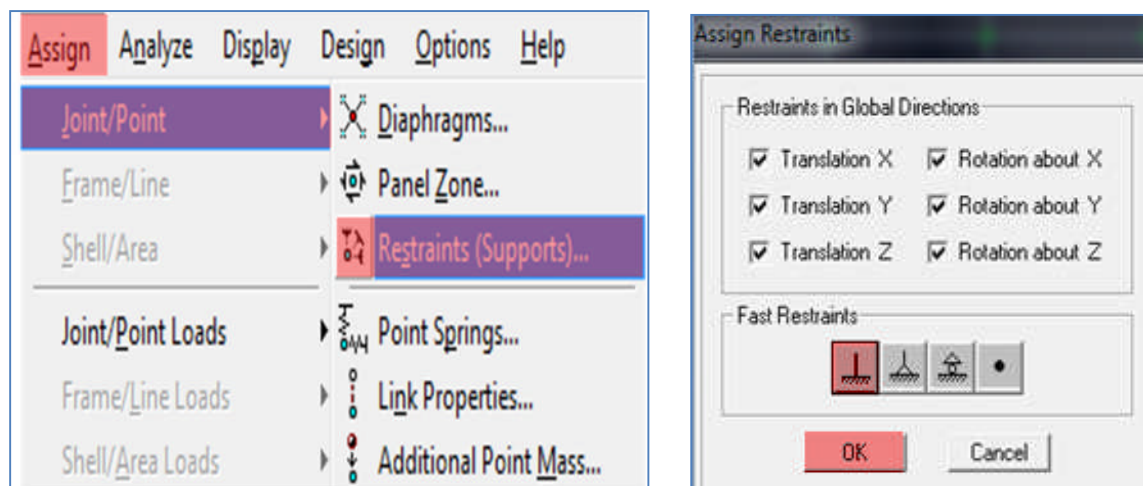 Assign Analyze Display Design Options Help
Joint/Point
Frame/Line
Shell/Area
Joint/Point Loads
Frame/Line Loads
Shell/Area Loads
Diaphragms...
Panel Zone...
Restraints (Supports)...
Point Springs...
Link Properties...
Additional Point Mass...
Assign Restraints
Restraints in Global Directions
Translation X Rotation about X
Translation Y Rotation about Y
Translation Z Rotation about Z
Fast Restraints
OK Cancel